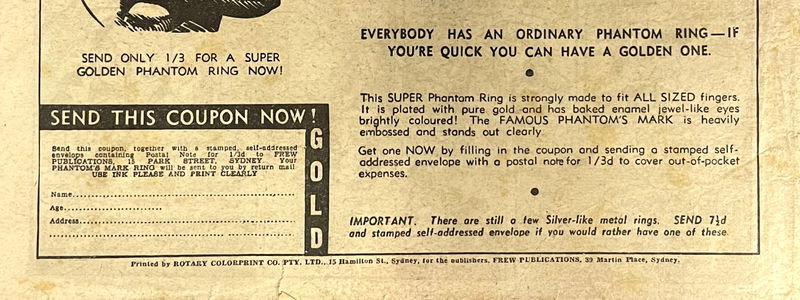 SEND ONLY 1/3 FOR A SUPER
GOLDEN PHANTOM RING NOW!
SEND THIS COUPON NOW!
GOLD
Send this coupon, together with a stamped, self-addressed
envelops containing Postal Note for 1/3d to FREW
PUBLICATIONS, 15 PARK STREET, SYDNEY. Your
PHANTOM'S MARK RING will be sent to you by return mail
USE INK PLEASE AND PRINT CLEARLY
Name
Age
Address
EVERYBODY HAS AN ORDINARY PHANTOM RING—IF
YOU'RE QUICK YOU CAN HAVE A GOLDEN ONE.
This SUPER Phantom Ring is strongly made to fit ALL SIZED fingers.
It is plated with pure gold and has baked enamel jewel-like eyes
brightly coloured! The FAMOUS PHANTOM'S MARK is heavily
embossed and stands out clearly.
Get one NOW by filling in the coupon and sending a stamped self-
addressed envelope with a postal note for 1/3d to cover out-of-pocket
expenses.
IMPORTANT. There are still a few Silver-like metal rings. SEND 7½d
and stamped self-addressed envelope if you would rather have one of these
Printed by ROTARY COLORPRINT CO. PTY. LTD., 15 Hamilton St., Sydney, for the publishers, FREW PUBLICATIONS, 39 Martin Place, Sydney.